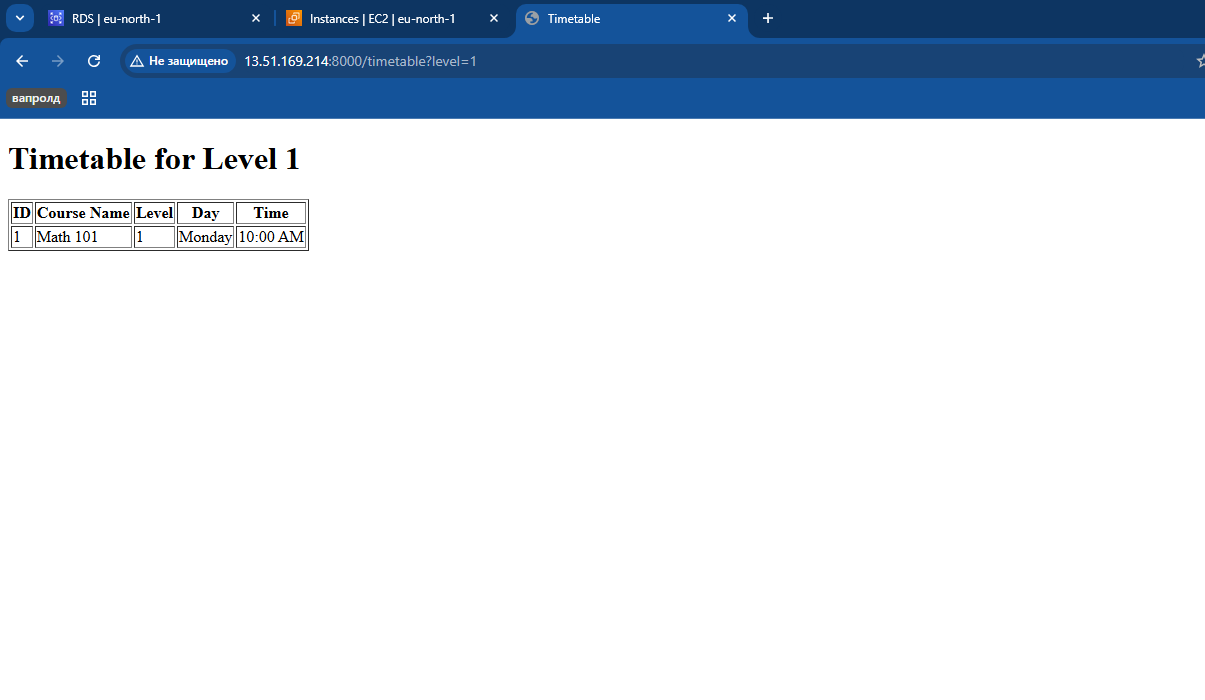 RDS | eu-north-1
Instances | EC2 | eu-north-1
Timetable
Не защищено
13.51.169.214:8000/timetable?level=1
вапролд
Timetable for Level 1
ID Course Name Level Day Time
1 Math 101 1 Monday 10:00 AM